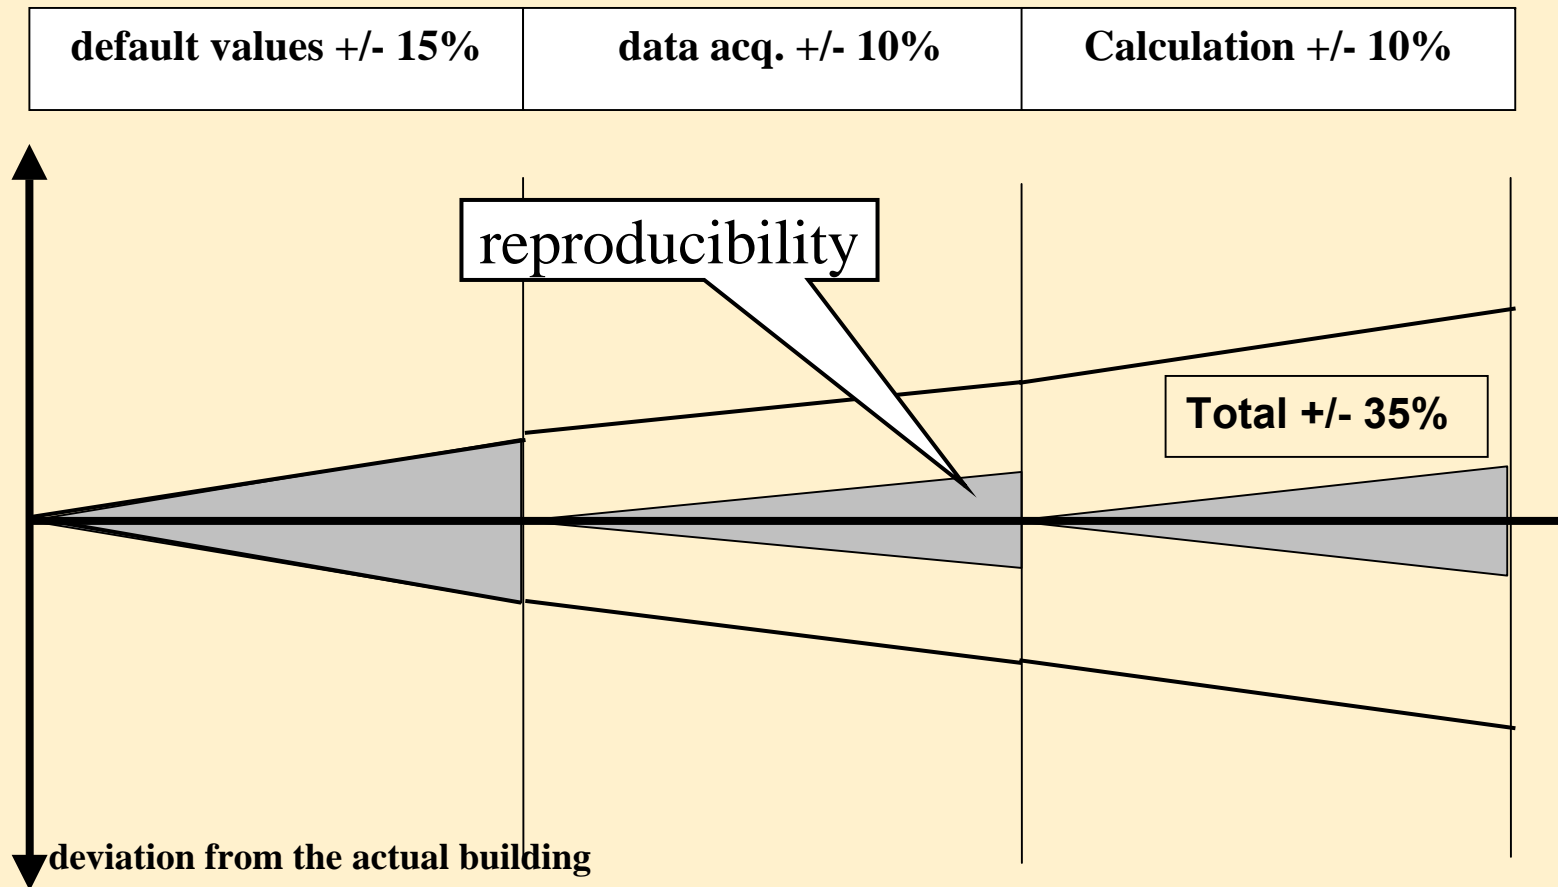 default values +/- 15%
data acq. +/- 10%
Calculation +/- 10%
reproducibility
Total +/- 35%
deviation from the actual building